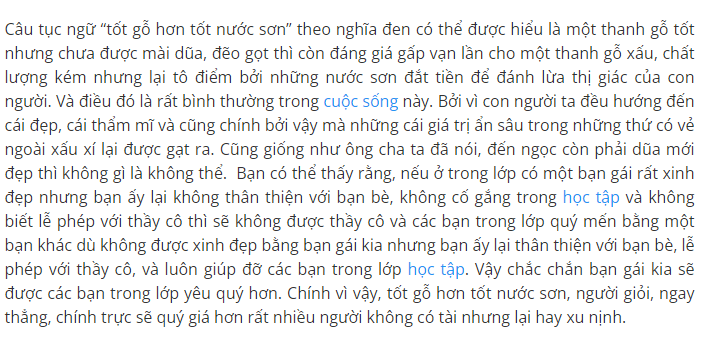 Câu tục ngữ “tốt gỗ hơn tốt nước sơn” theo nghĩa đen có thể được hiểu là một thanh gỗ tốt
nhưng chưa được mài dũa, đẽo gọt thì còn đáng giá gấp vạn lần cho một thanh gỗ xấu, chất
lượng kém nhưng lại tô điểm bởi những nước sơn đắt tiền để đánh lừa thị giác của con
người. Và điều đó là rất bình thường trong cuộc sống này. Bởi vì con người ta đều hướng đến
cái đẹp, cái thẩm mĩ và cũng chính bởi vậy mà những cái giá trị ẩn sâu trong những thứ có vẻ
ngoài xấu xí lại được gạt ra. Cũng giống như ông cha ta đã nói, đến ngọc còn phải dũa mới
đẹp thì không gì là không thể.  Bạn có thể thấy rằng, nếu ở trong lớp có một bạn gái rất xinh
đẹp nhưng bạn ấy lại không thân thiện với bạn bè, không cố gắng trong học tập và không
biết lễ phép với thầy cô thì sẽ không được thầy cô và các bạn trong lớp quý mến bằng một
bạn khác dù không được xinh đẹp bằng bạn gái kia nhưng bạn ấy lại thân thiện với bạn bè, lễ
phép với thầy cô, và luôn giúp đỡ các bạn trong lớp học tập. Vậy chắc chắn bạn gái kia sẽ
được các bạn trong lớp yêu quý hơn. Chính vì vậy, tốt gỗ hơn tốt nước sơn, người giỏi, ngay
thẳng, chính trực sẽ quý giá hơn rất nhiều người không có tài nhưng lại hay xu nịnh.